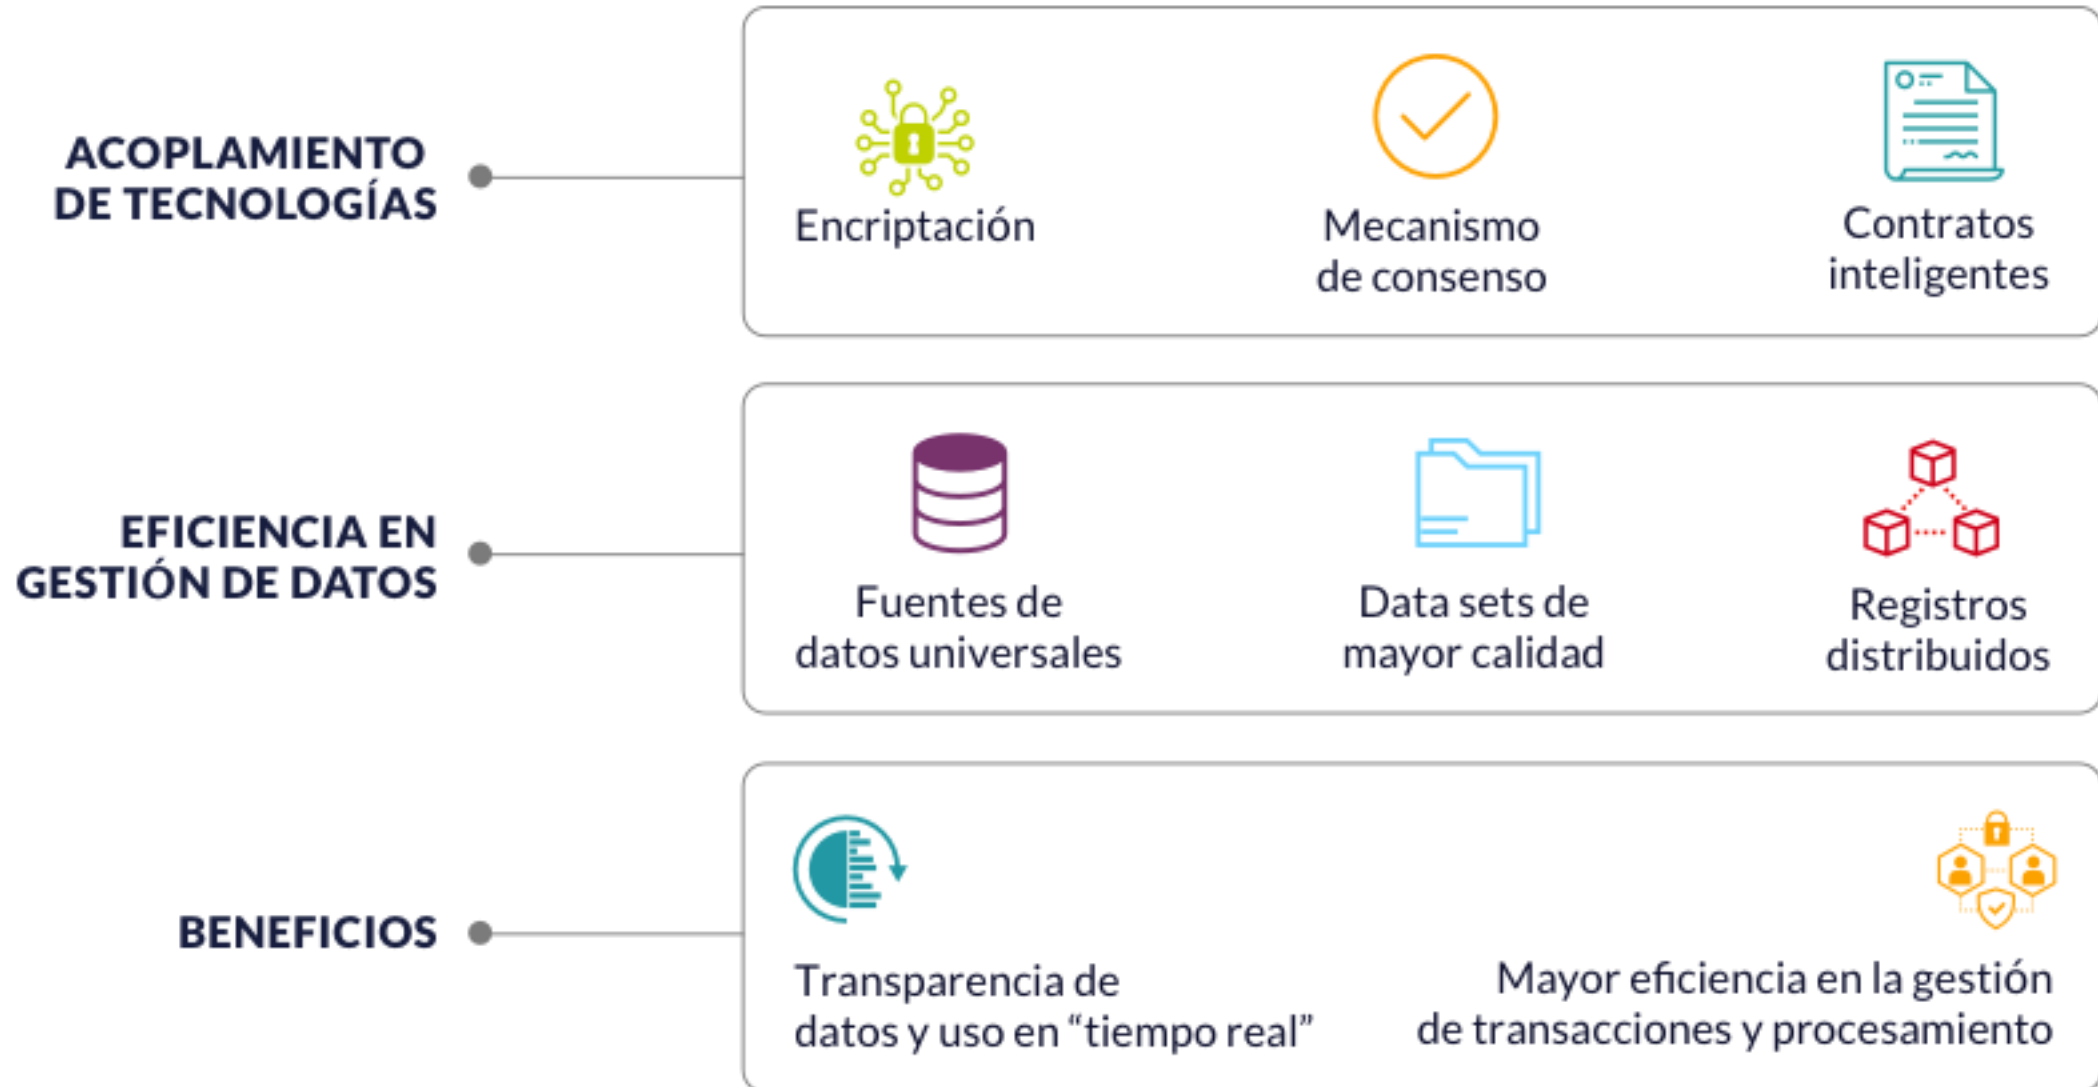 ACOPLAMIENTO
DE TECNOLOGÍAS
Encriptación
Mecanismo
de consenso
Contratos
inteligentes
EFICIENCIA EN
GESTIÓN DE DATOS
Fuentes de
datos universales
Data sets de
mayor calidad
Registros
distribuidos
BENEFICIOS
Transparencia de
datos y uso en “tiempo real”
Mayor eficiencia en la gestión
de transacciones y procesamiento